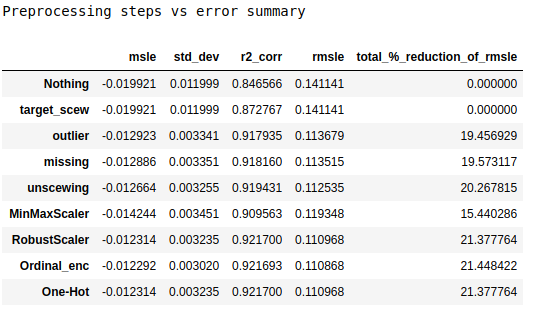 Preprocessing steps vs error summary
msle std_dev r2_corr rmsle total_%_reduction_of_rmsle
Nothing -0.019921 0.011999 0.846566 0.141141 0.000000
target_scew -0.019921 0.011999 0.872767 0.141141 0.000000
outlier -0.012923 0.003341 0.917935 0.113679 19.456929
missing -0.012886 0.003351 0.918160 0.113515 19.573117
unscewing -0.012664 0.003255 0.919431 0.112535 20.267815
MinMaxScaler -0.014244 0.003451 0.909563 0.119348 15.440286
RobustScaler -0.012314 0.003235 0.921700 0.110968 21.377764
Ordinal_enc -0.012292 0.003020 0.921693 0.110868 21.448422
One-Hot -0.012314 0.003235 0.921700 0.110968 21.377764